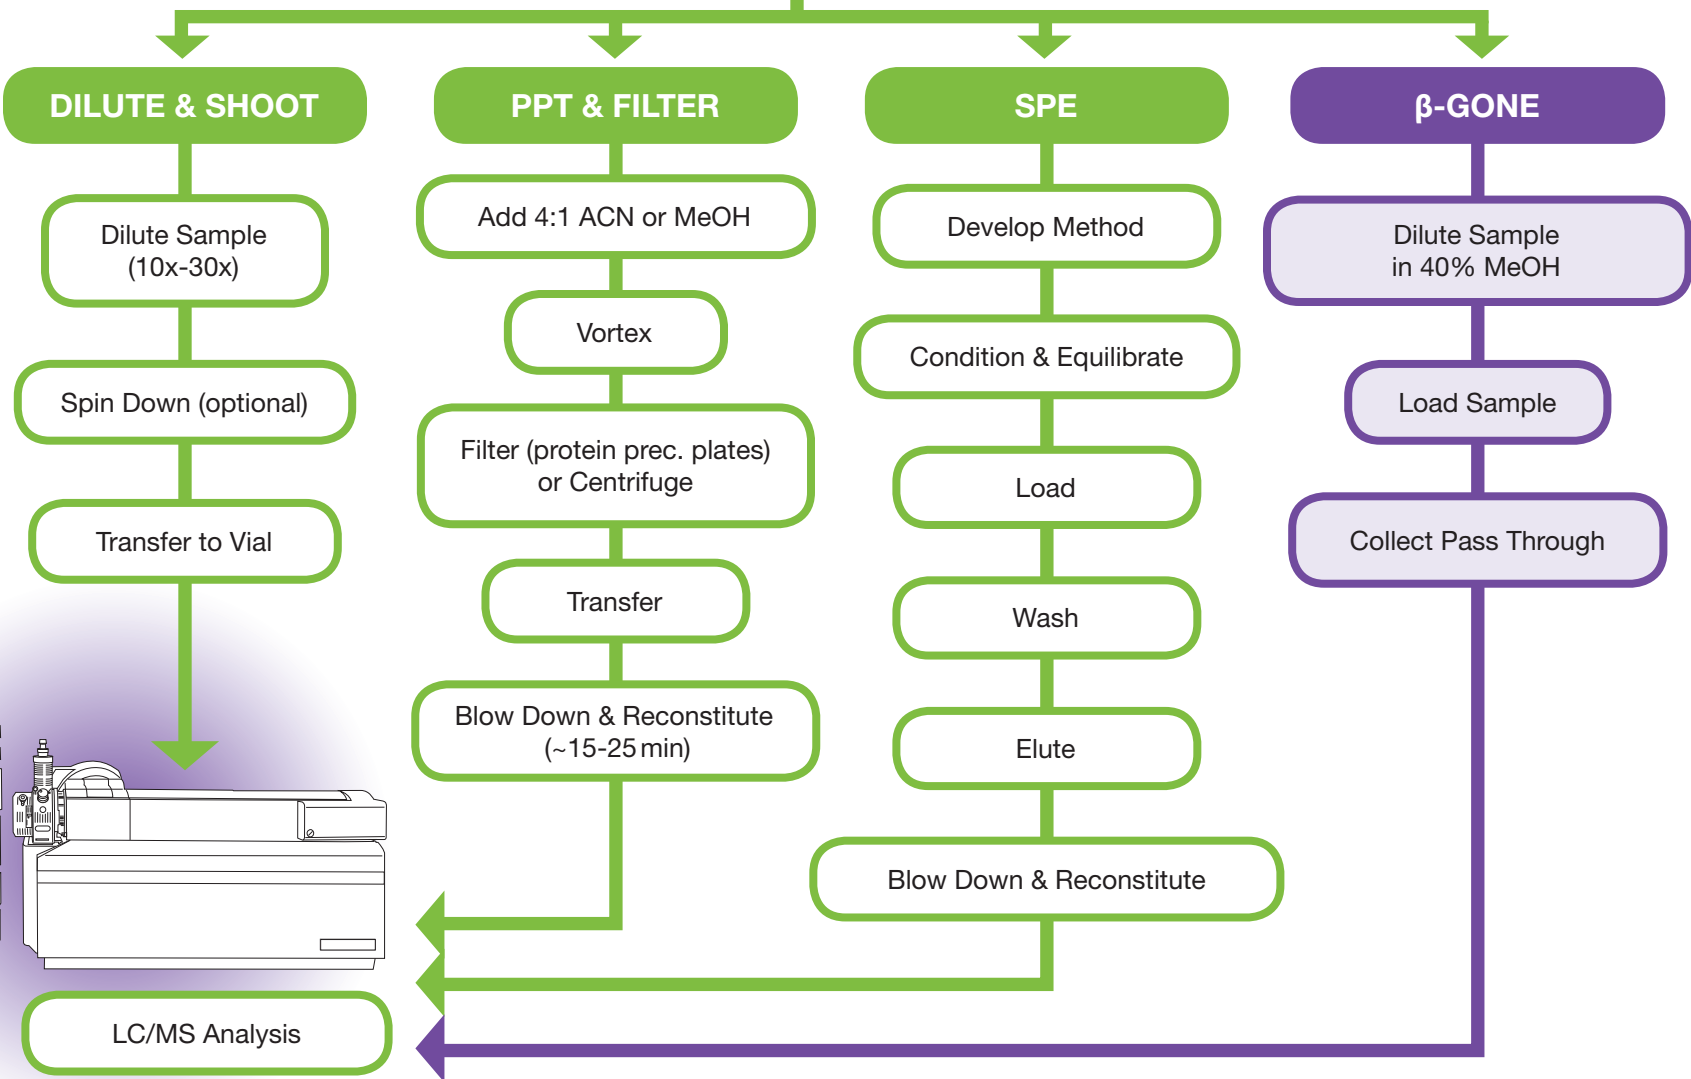 DILUTE & SHOOT
Dilute Sample
(10x-30x)
Spin Down (optional)
Transfer to Vial
PPT & FILTER
Add 4:1 ACN or MeOH
Vortex
Filter (protein prec. plates)
or Centrifuge
Transfer
Blow Down & Reconstitute
(~15-25 min)
SPE
Develop Method
Condition & Equilibrate
Load
Wash
Elute
Blow Down & Reconstitute
β-GONE
Dilute Sample
in 40% MeOH
Load Sample
Collect Pass Through
LC/MS Analysis